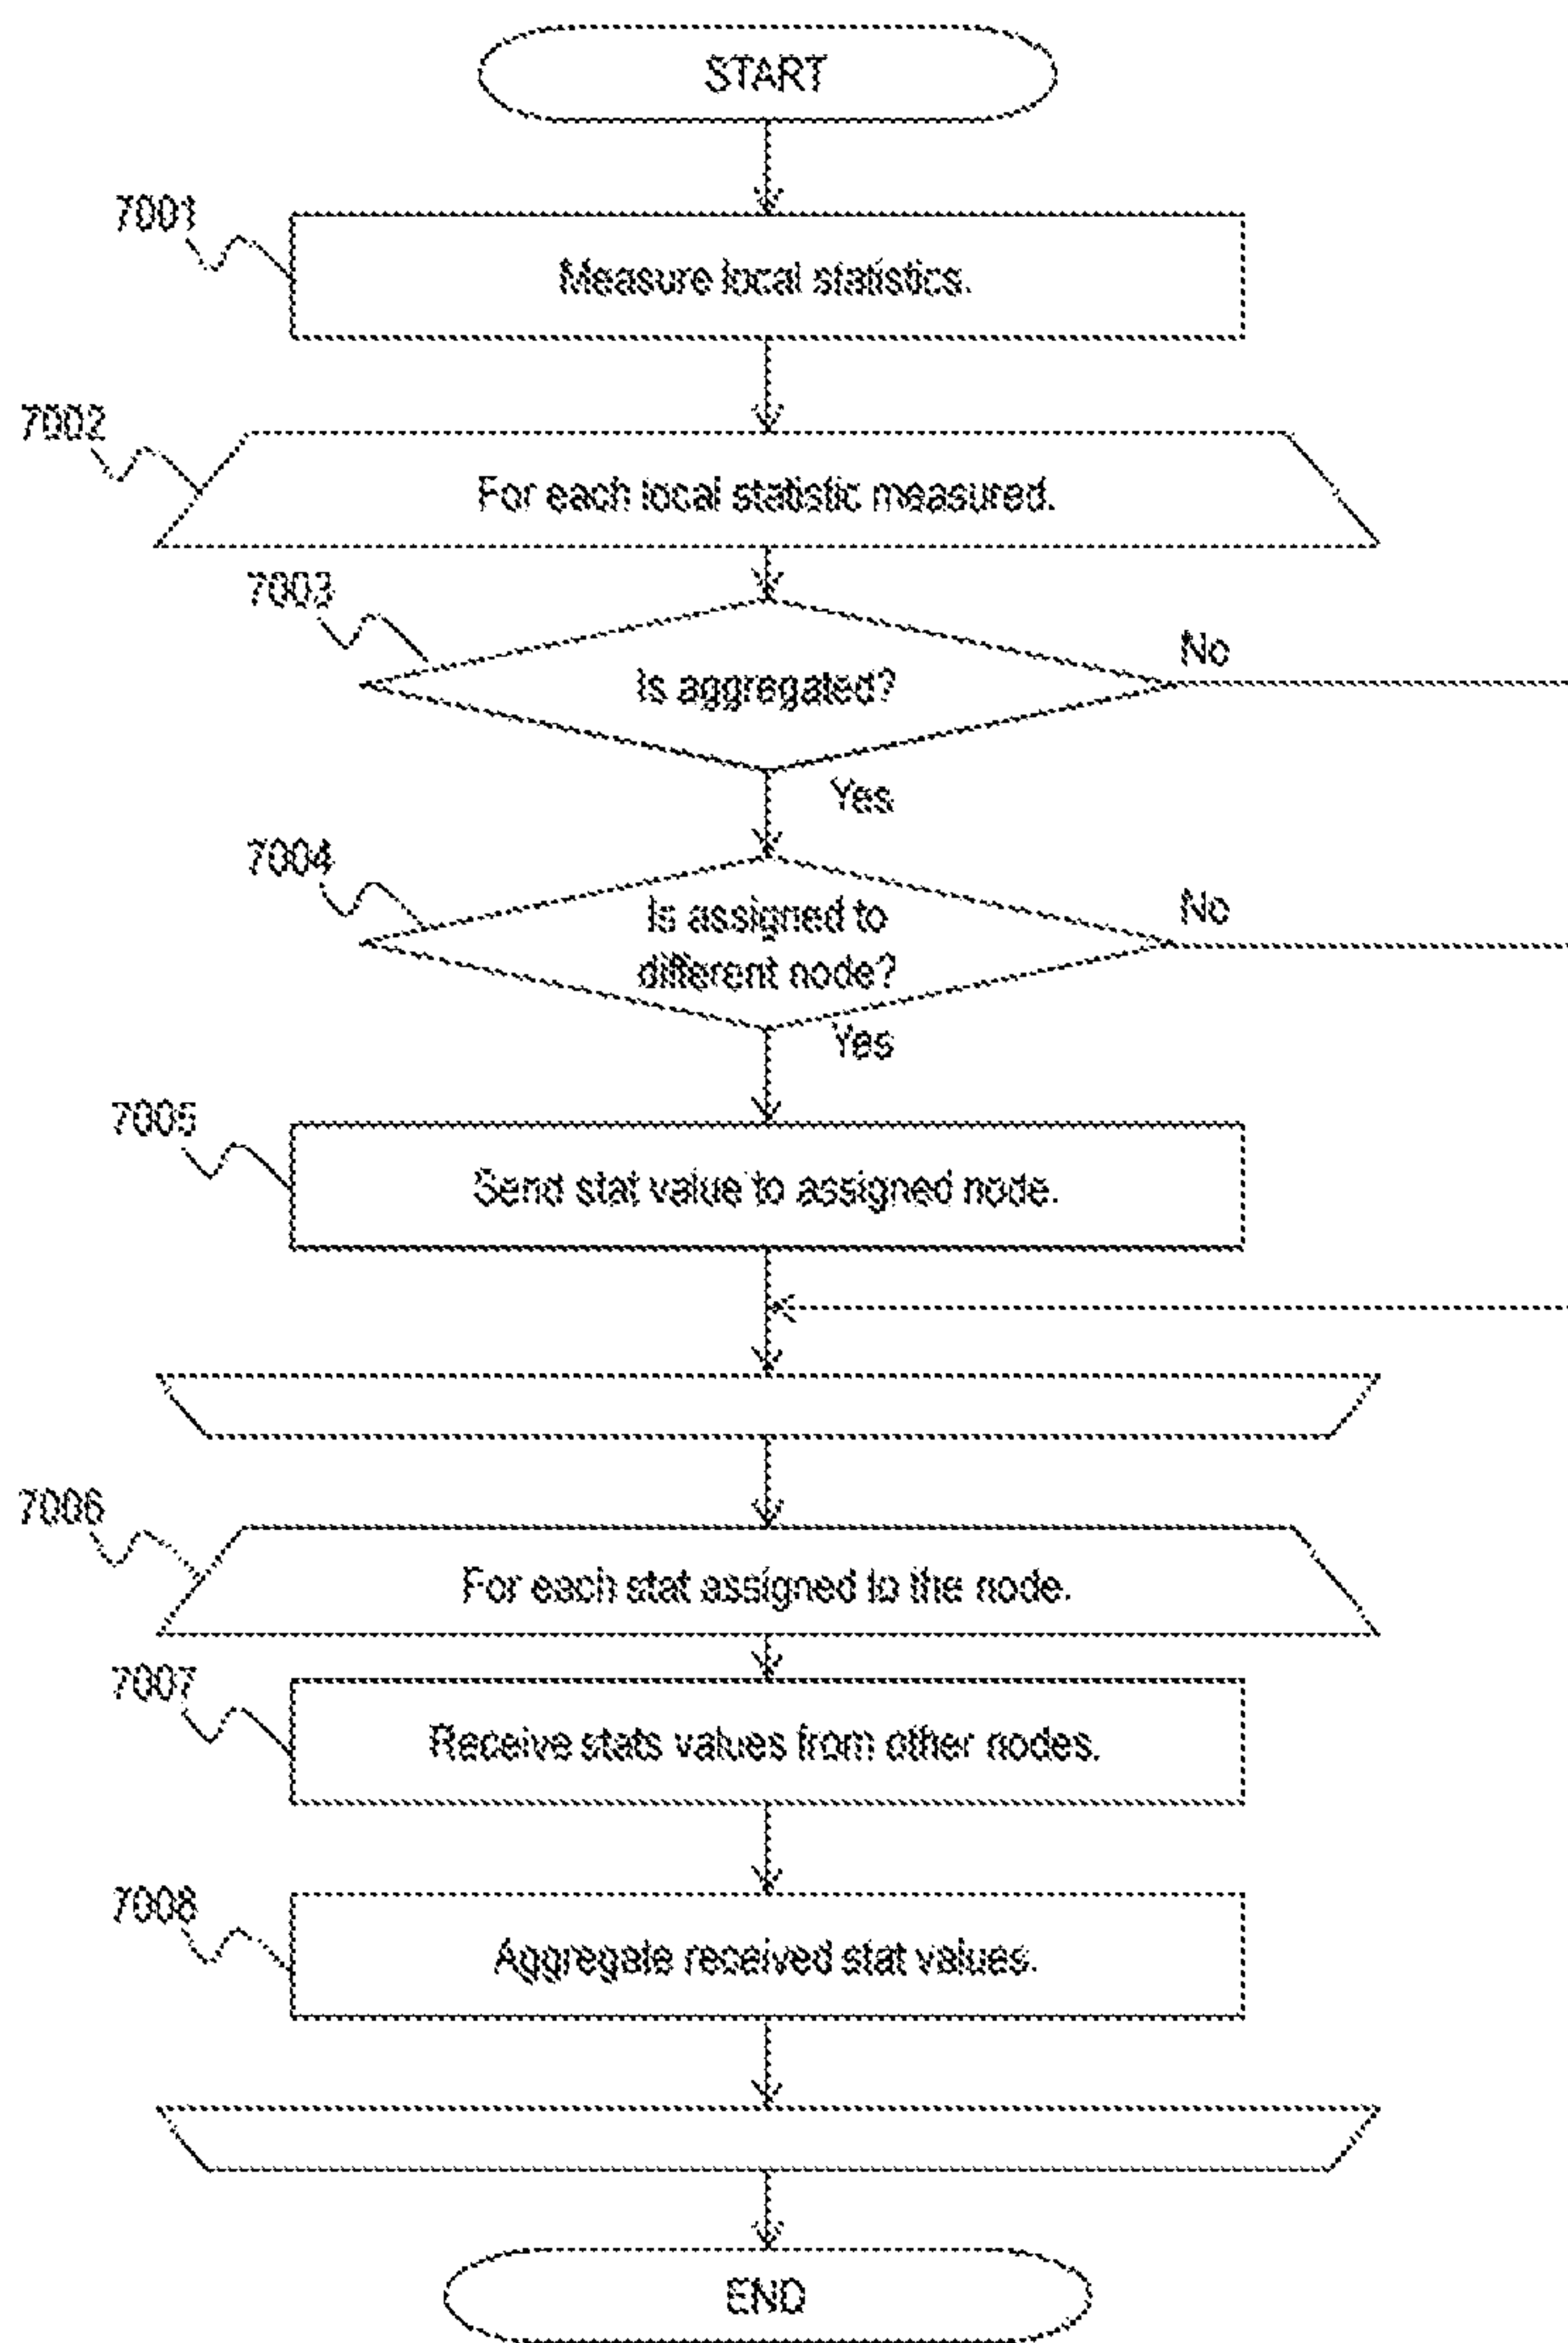 START
7001
Measure local statistics.
7002
For each local statistic measured.
7003
Is aggregated?
No
Yes
7004
Is assigned to
different node?
No
Yes
7005
Send stat value to assigned node.
7006
For each stat assigned to the node.
7007
Receive stats values from other nodes.
7008
Aggregate received stat values.
END